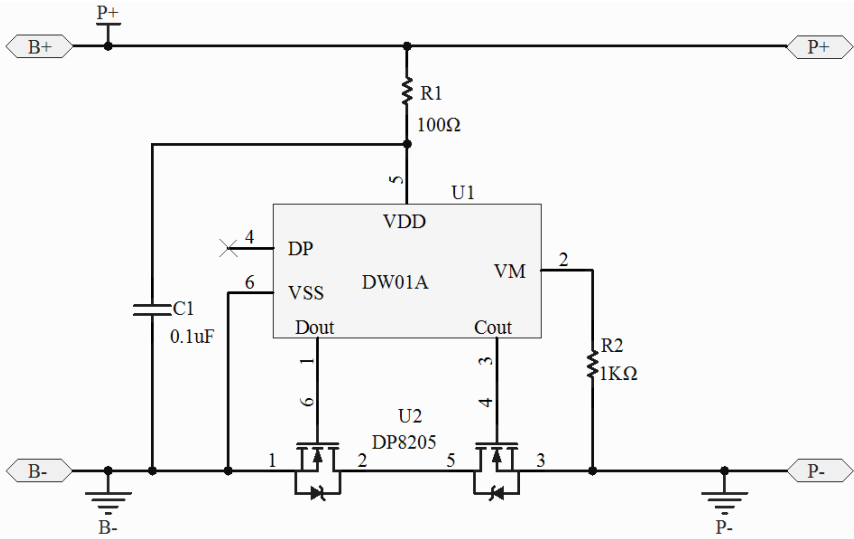 P+
B+
P+
R1
100Ω
5
U1
VDD
4
DP
VM
2
6
VSS
DW01A
C1
0.1uF
Dout
Cout
1
3
R2
1KΩ
6
4
U2
DP8205
B-
1
2
5
3
P-
B-
P-